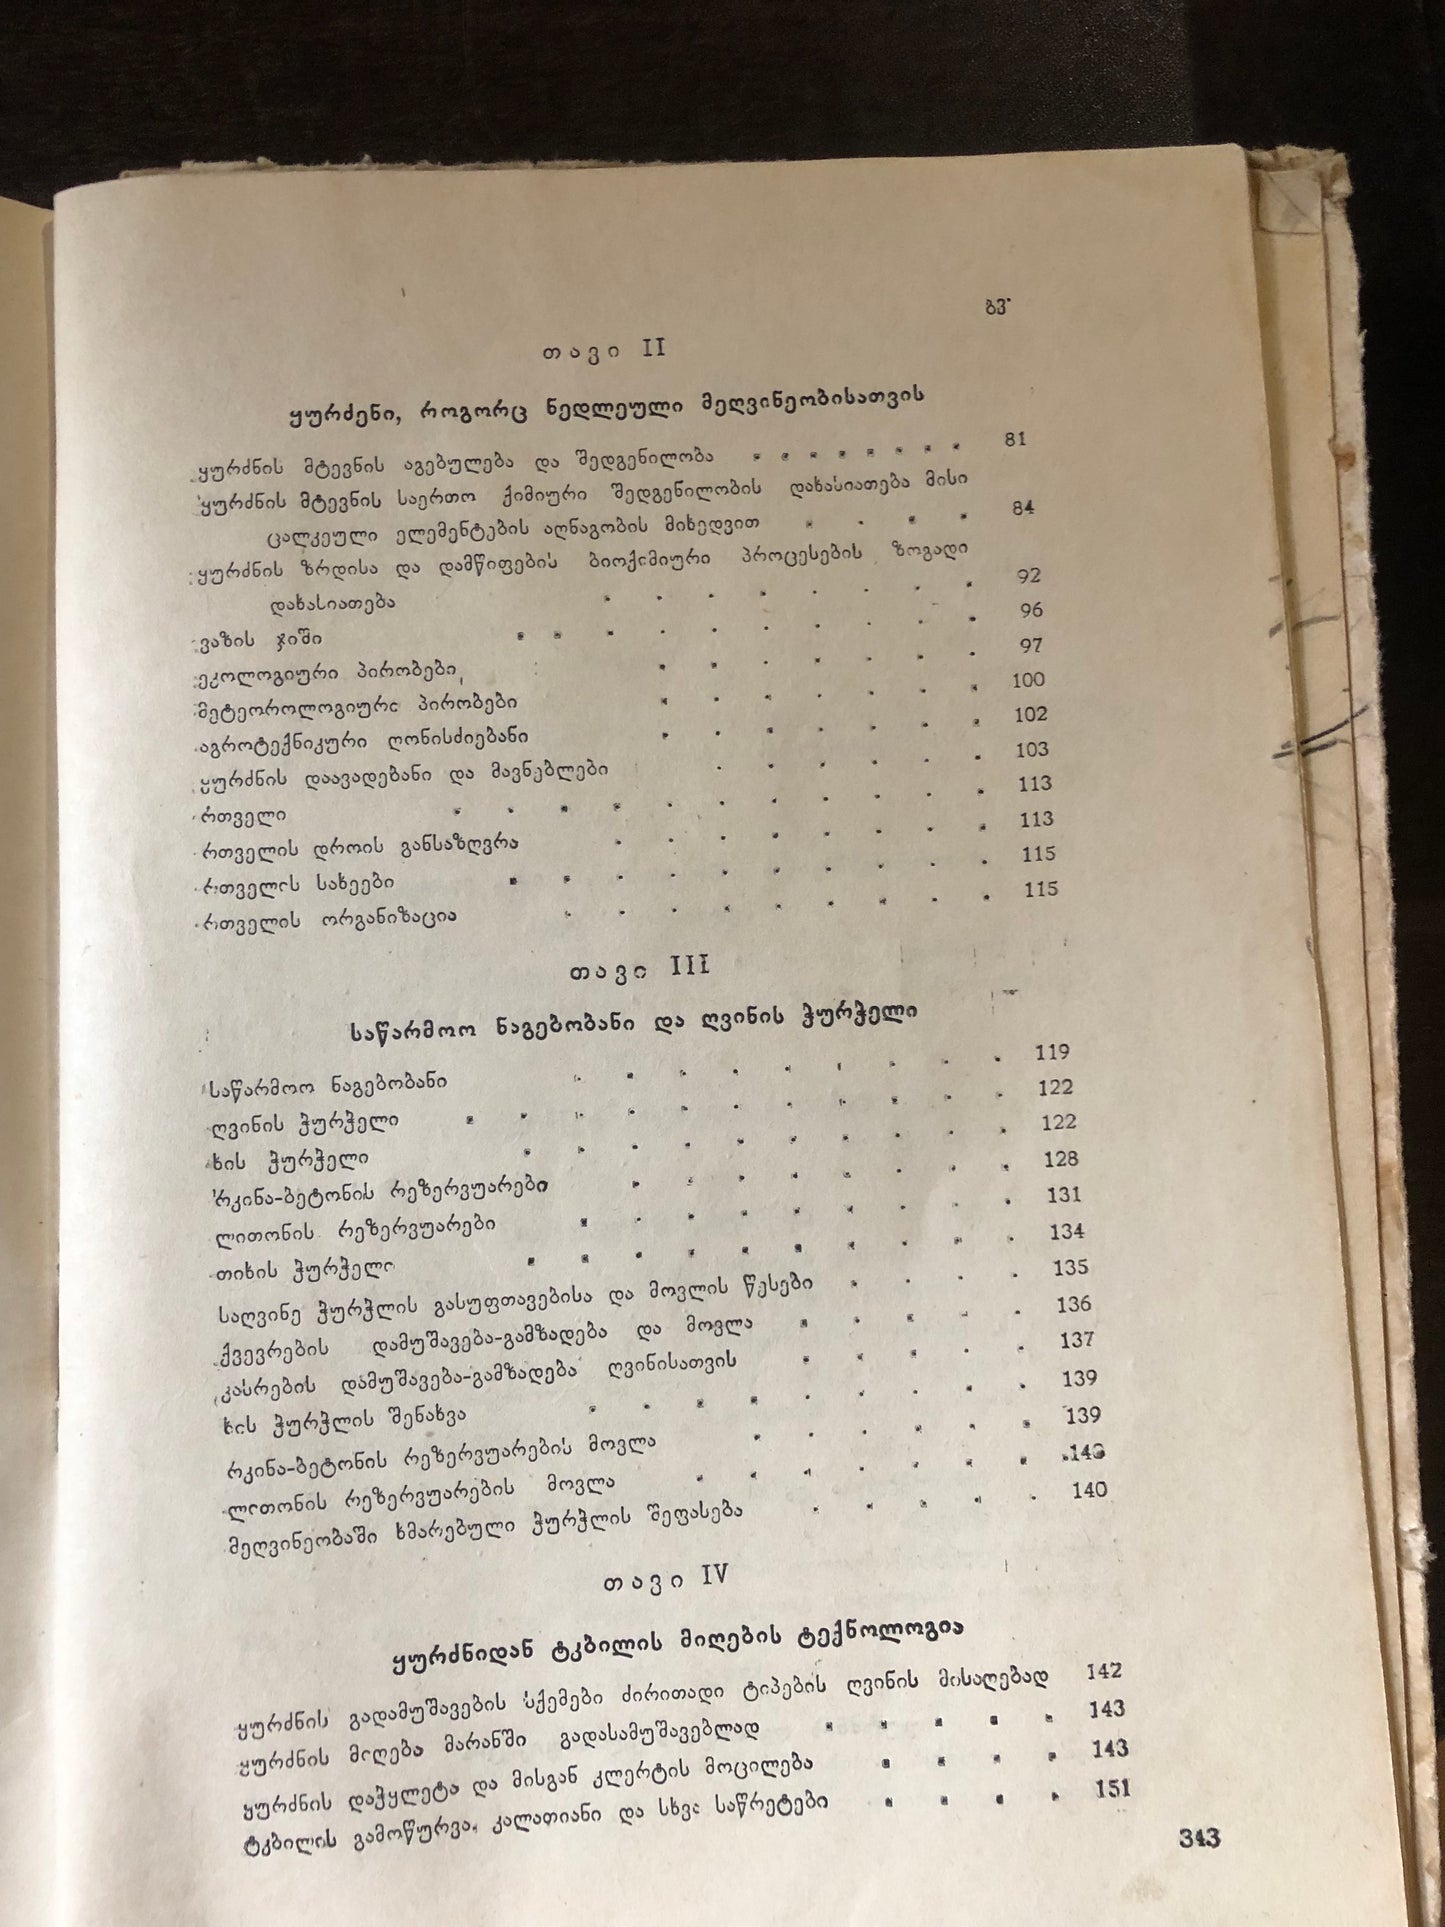 გვ.
თავი II
ყურძენი, როგორც ნედლეული მეღვინეობისათვის
ყურძნის მტევნის აგებულება და შედგენილობა . . . . . . . . 81
ყურძნის მტევნის საერთო ქიმიური შედგენილობის დახასიათება მისი
ცალკეული ელემენტების აღნაგობის მიხედვით . . . . 84
ყურძნის ზრდისა და დამწიფების ბიოქიმიური პროცესების ზოგადი
დახასიათება . . . . . . . . 92
ვაზის ჯიში . . . . . . . . . . 96
ეკოლოგიური პირობები . . . . . . . 97
მეტეოროლოგიური პირობები . . . . . . . 100
აგროტექნიკური ღონისძიებანი . . . . . . . 102
ყურძნის დაავადებანი და მავნებლები . . . . . . 103
რთველი . . . . . . . . . . . 113
რთველის დროის განსაზღვრა . . . . . . . . 113
რთველის სახეები . . . . . . . . . . 115
რთველის ორგანიზაცია . . . . . . . . . 115
თავი III
საწარმოო ნაგებობანი და ღვინის ჭურჭელი
საწარმოო ნაგებობანი . . . . . . . . . 119
ღვინის ჭურჭელი . . . . . . . . . . . 122
ხის ჭურჭელი . . . . . . . . . . 122
რკინა-ბეტონის რეზერვუარები . . . . . . . . 128
ლითონის რეზერვუარები . . . . . . . . . 131
თიხის ჭურჭელი . . . . . . . . . . 134
საღვინე ჭურჭლის გასუფთავებისა და მოვლის წესები . . . . 135
ქვევრების დამუშავება-გამზადება და მოვლა . . . . . 136
კასრების დამუშავება-გამზადება ღვინისათვის . . . . . 137
ხის ჭურჭლის შენახვა . . . . . . . . . 139
რკინა-ბეტონის რეზერვუარების მოვლა . . . . . . 139
ლითონის რეზერვუარების მოვლა . . . . . . . 140
მეღვინეობაში ხმარებული ჭურჭლის შეფასება . . . . . 140
თავი IV
ყურძნიდან ტკბილის მიღების ტექნოლოგია
ყურძნის გადამუშავების სქემები ძირითადი ტიპების ღვინის მისაღებად 142
ყურძნის მიღება მარანში გადასამუშავებლად . . . . . 143
ყურძნის დაჭყლეტა და მისგან კლერტის მოცილება . . . . 143
ტკბილის გამოწურვა, კალათიანი და სხვა საწრეტები . . . . 151
343